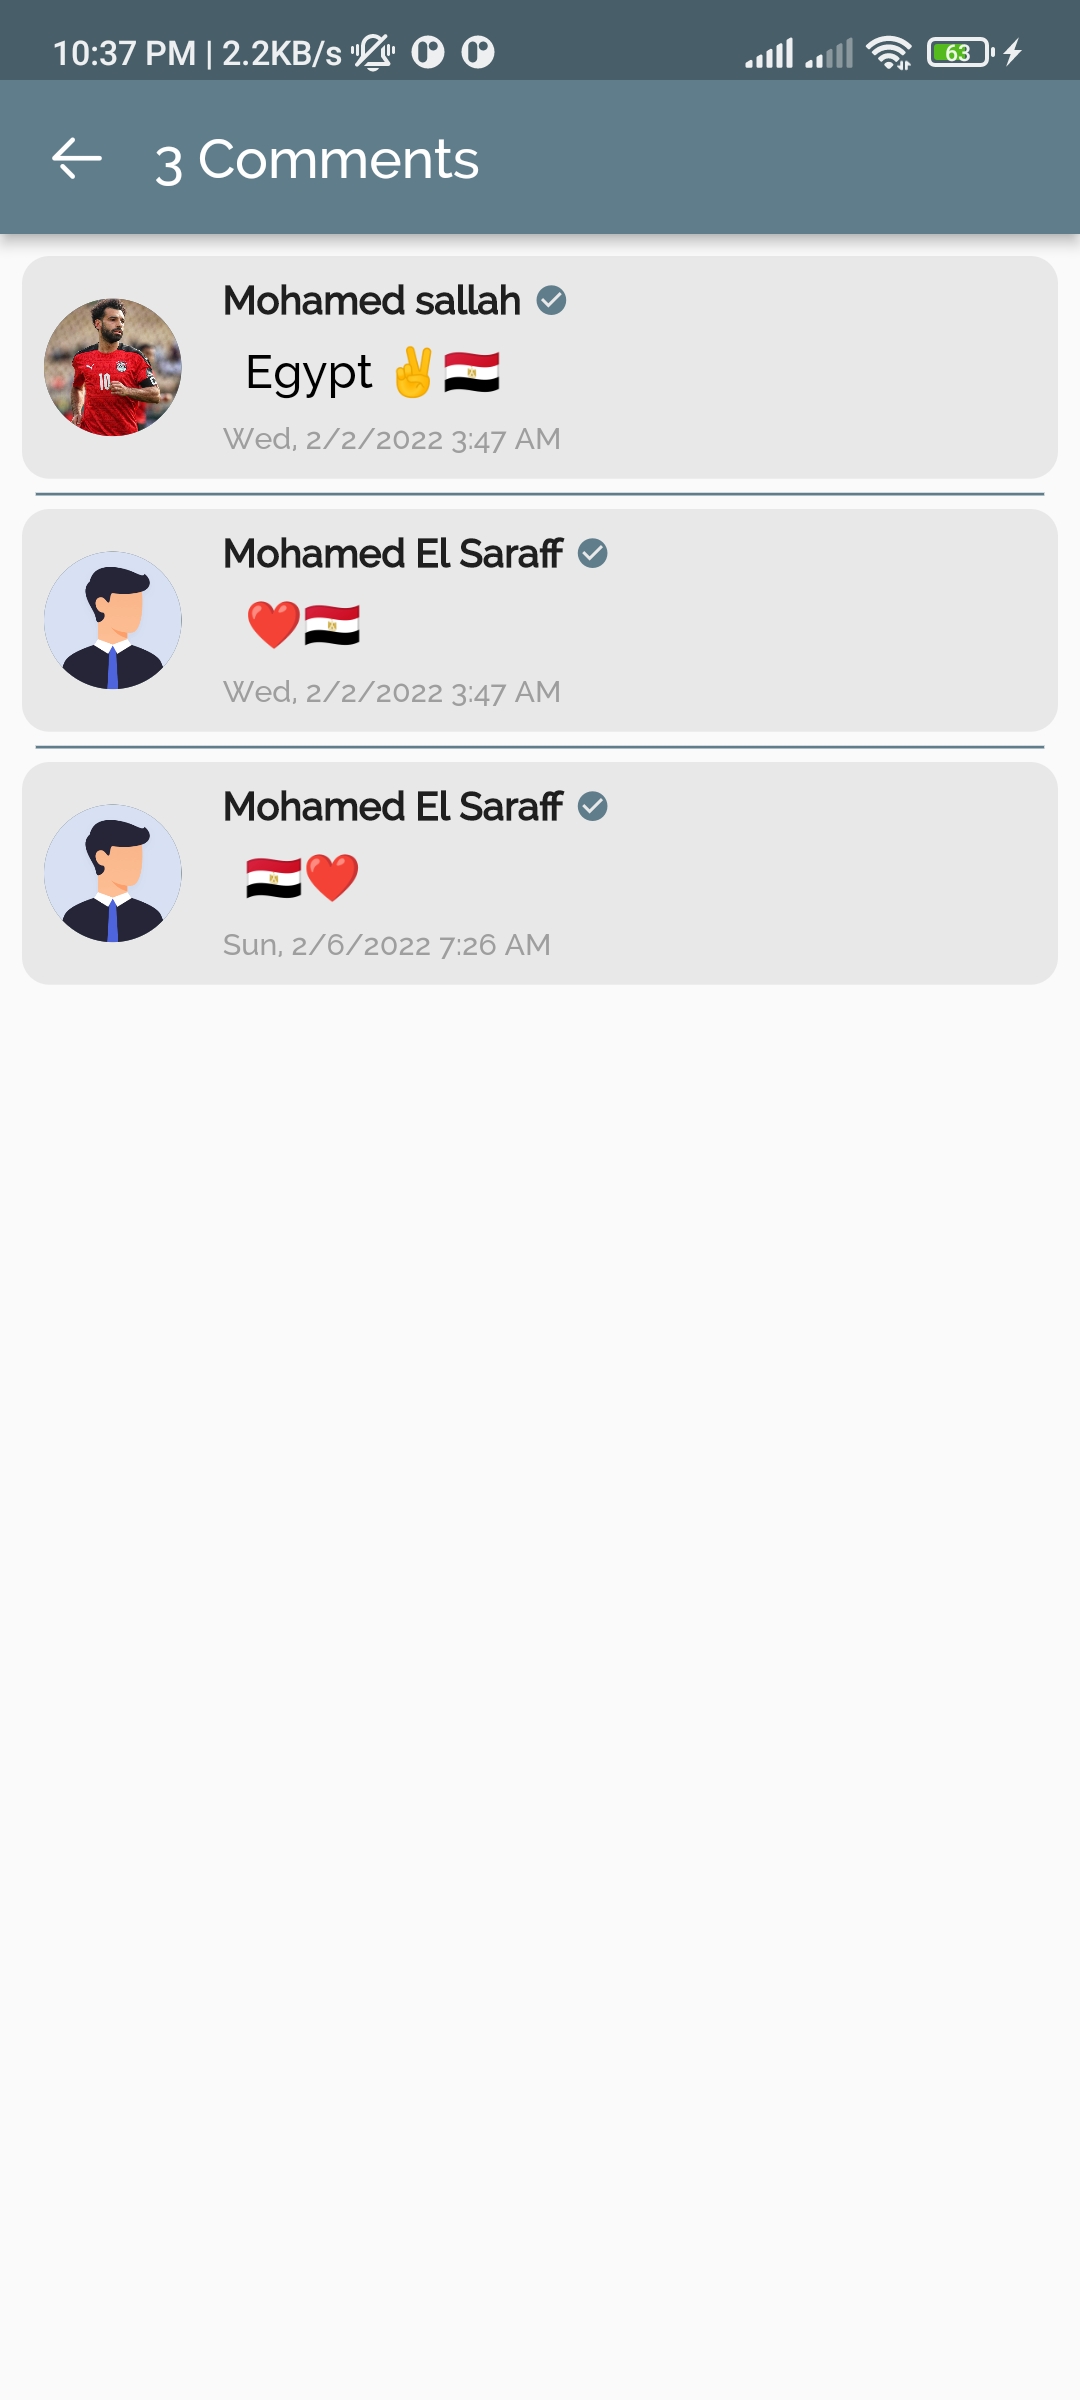 10:37 PM | 2.2KB/s 63
3 Comments
Mohamed sallah
Egypt ✌️🇪🇬
Wed, 2/2/2022 3:47 AM
Mohamed El Saraff
❤️🇪🇬
Wed, 2/2/2022 3:47 AM
Mohamed El Saraff
🇪🇬❤️
Sun, 2/6/2022 7:26 AM